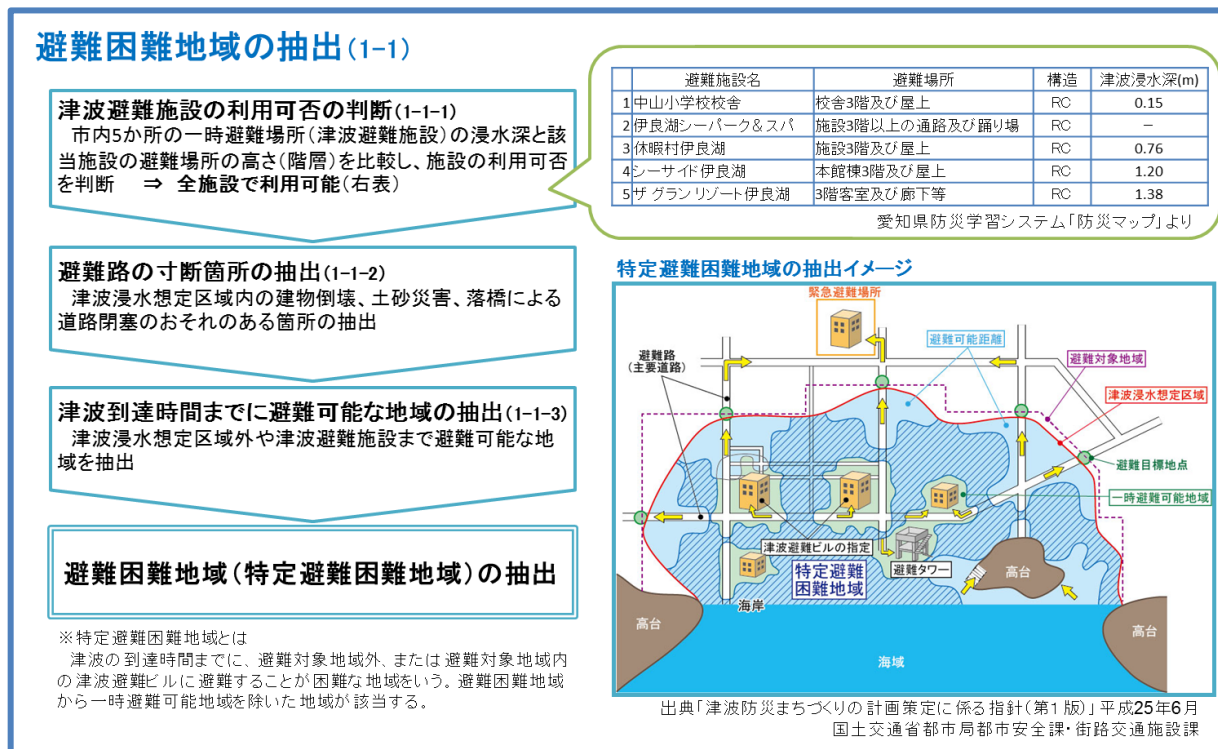 避難困難地域の抽出(1-1)
津波避難施設の利用可否の判断(1-1-1)
市内5か所の一時避難場所(津波避難施設)の浸水深と該
当施設の避難場所の高さ(階層)を比較し、施設の利用可否
を判断 ⇒ 全施設で利用可能(右表)
避難路の寸断箇所の抽出(1-1-2)
津波浸水想定区域内の建物倒壊、土砂災害、落橋による
道路閉塞のおそれのある箇所の抽出
津波到達時間までに避難可能な地域の抽出(1-1-3)
津波浸水想定区域外や津波避難施設まで避難可能な地
域を抽出
避難困難地域(特定避難困難地域)の抽出
※特定避難困難地域とは
津波の到達時間までに、避難対象地域外、または避難対象地域内
の津波避難ビルに避難することが困難な地域をいう。避難困難地域
から一時避難可能地域を除いた地域が該当する。
避難施設名 避難場所 構造 津波浸水深(m)
1 中山小学校校舎 校舎3階及び屋上 RC 0.15
2 伊良湖シーパーク&スパ 施設3階以上の通路及び踊り場 RC −
3 休暇村伊良湖 施設3階及び屋上 RC 0.76
4 シーサイド伊良湖 本館棟3階及び屋上 RC 1.20
5 ザ グラン リゾート伊良湖 3階客室及び廊下等 RC 1.38
愛知県防災学習システム「防災マップ」より
特定避難困難地域の抽出イメージ
緊急避難場所
避難路
(主要道路)
避難可能距離
避難対象地域
津波浸水想定区域
避難目標地点
一時避難可能地域
津波避難ビルの指定
特定避難
困難地域
避難タワー
高台
海岸
高台
高台
海域
出典「津波防災まちづくりの計画策定に係る指針(第1版)」平成25年6月
国土交通省都市局都市安全課・街路交通施設課